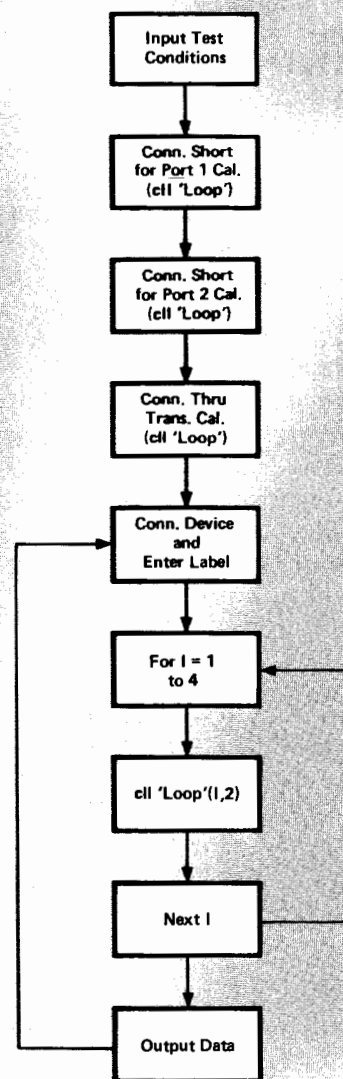 Input Test
Conditions
Conn. Short
for Port 1 Cal.
(cll 'Loop')
Conn. Short
for Port 2 Cal.
(cll 'Loop')
Conn. Thru
Trans. Cal.
(cll 'Loop')
Conn. Device
and
Enter Label
For I = 1
to 4
cll 'Loop'(I,2)
Next I
Output Data